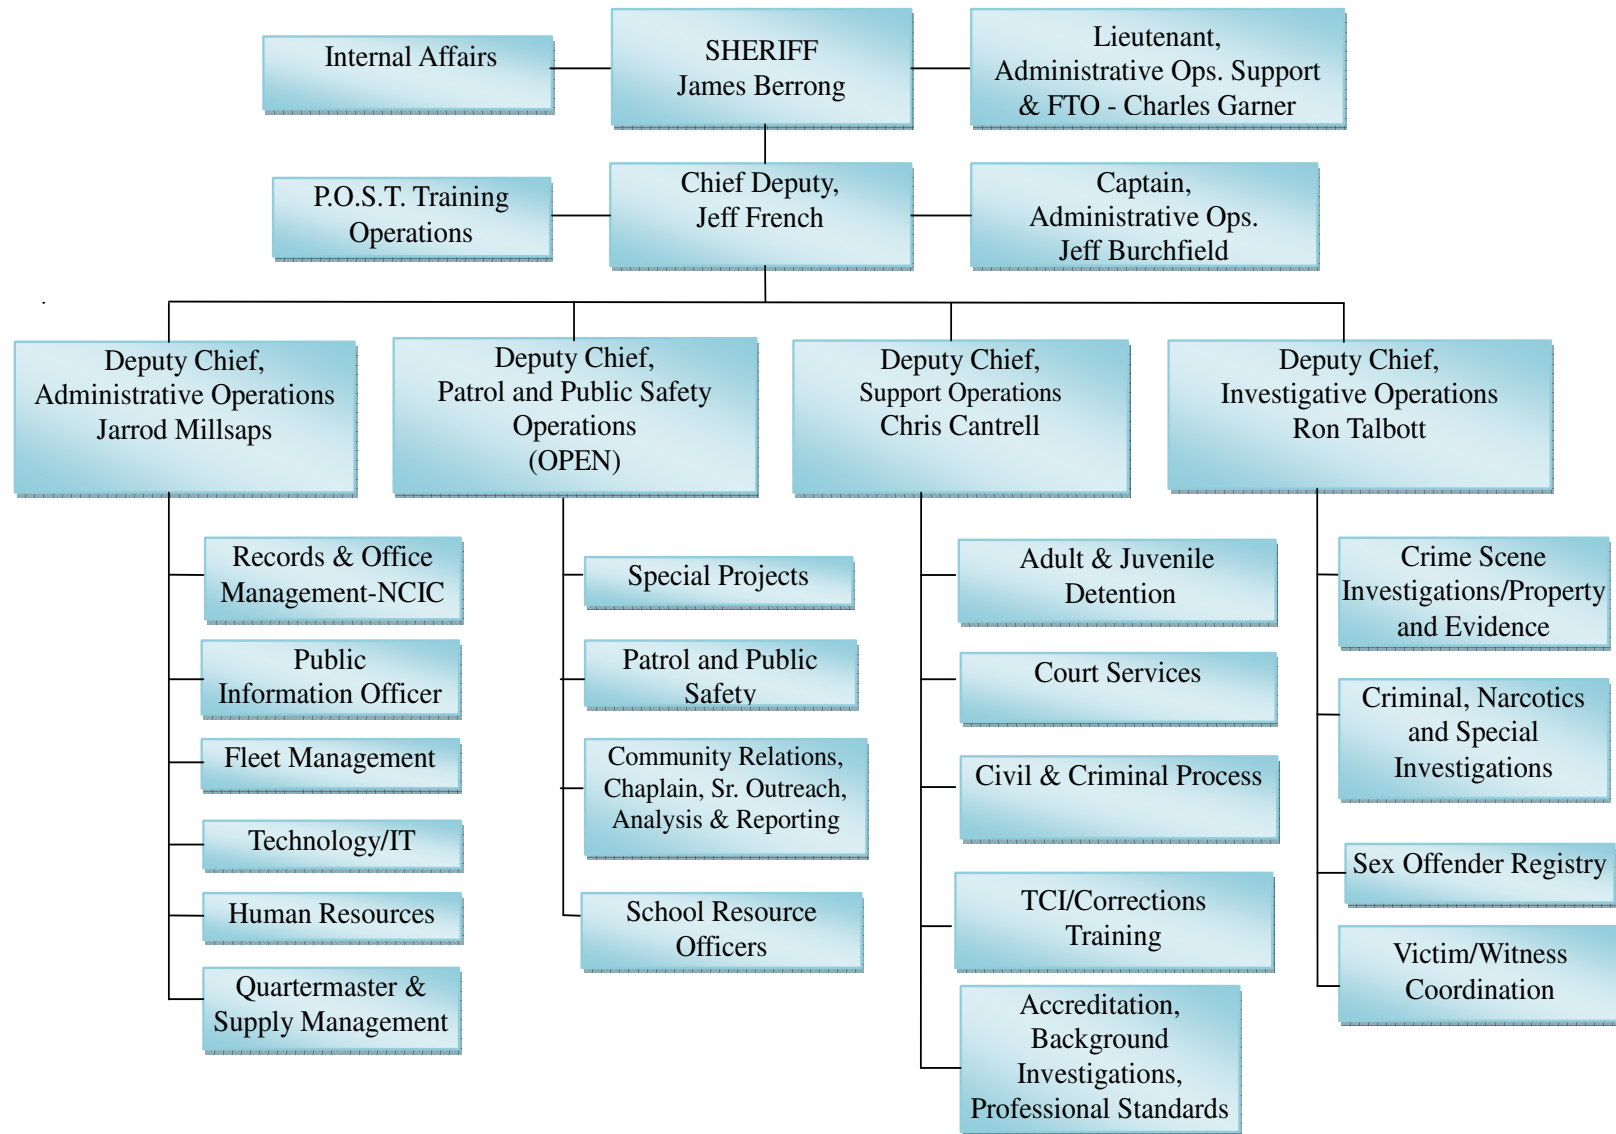 Internal Affairs
SHERIFF
James Berrong
Lieutenant,
Administrative Ops. Support
& FTO - Charles Garner
P.O.S.T. Training
Operations
Chief Deputy,
Jeff French
Captain,
Administrative Ops.
Jeff Burchfield
Deputy Chief,
Administrative Operations
Jarrod Millsaps
Deputy Chief,
Patrol and Public Safety
Operations
(OPEN)
Deputy Chief,
Support Operations
Chris Cantrell
Deputy Chief,
Investigative Operations
Ron Talbott
Records & Office
Management-NCIC
Public
Information Officer
Fleet Management
Technology/IT
Human Resources
Quartermaster &
Supply Management
Special Projects
Patrol and Public
Safety
Community Relations,
Chaplain, Sr. Outreach,
Analysis & Reporting
School Resource
Officers
Adult & Juvenile
Detention
Court Services
Civil & Criminal Process
TCI/Corrections
Training
Accreditation,
Background
Investigations,
Professional Standards
Crime Scene
Investigations/Property
and Evidence
Criminal, Narcotics
and Special
Investigations
Sex Offender Registry
Victim/Witness
Coordination